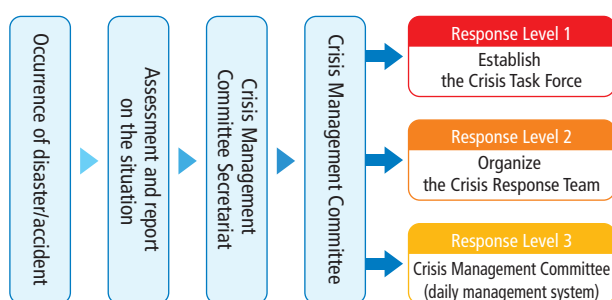 Occurrence of disaster/accident
Assessment and report
on the situation
Crisis Management
Committee Secretariat
Crisis Management Committee
Response Level 1
Establish
the Crisis Task Force
Response Level 2
Organize
the Crisis Response Team
Response Level 3
Crisis Management Committee
(daily management system)